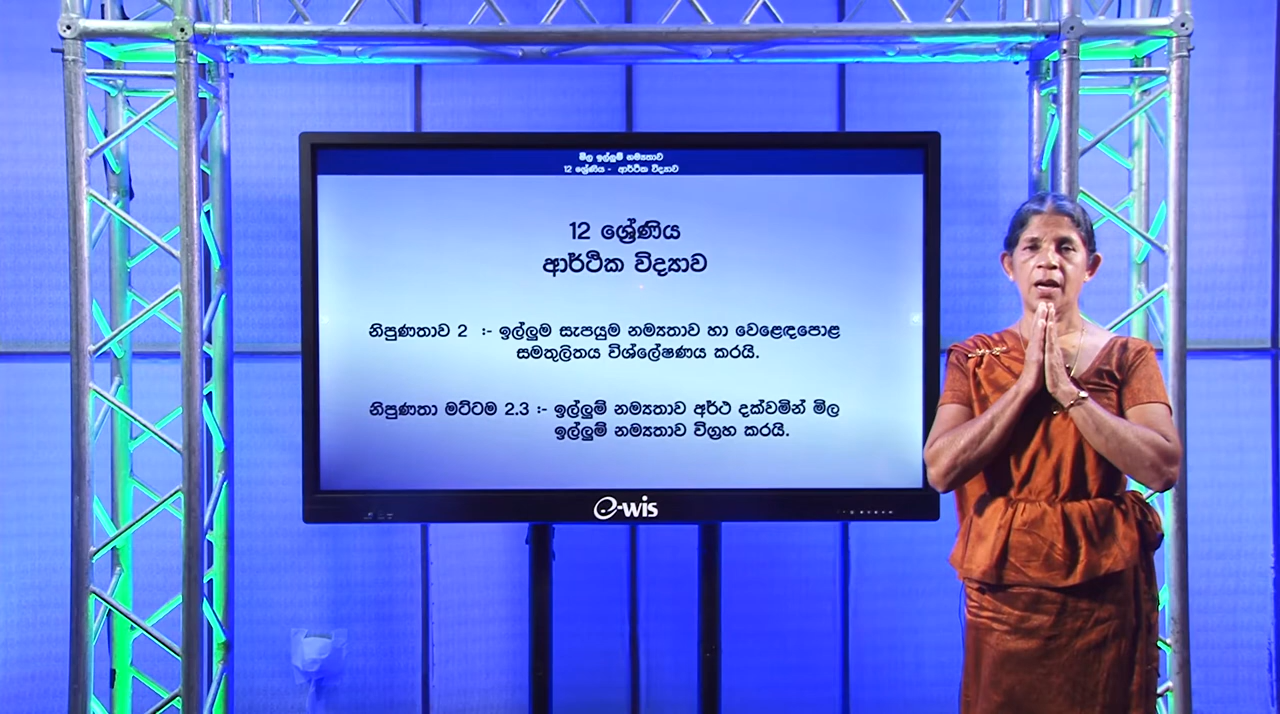 මිල ඉල්ලුම් නම්‍යතාව
12 ශ්‍රේණිය - ආර්ථික විද්‍යාව
12 ශ්‍රේණිය
ආර්ථික විද්‍යාව
නිපුණතාව 2 :- ඉල්ලුම සැපයුම නම්‍යතාව හා වෙළෙඳපොළ
සමතුලිතය විශ්ලේෂණය කරයි.
නිපුණතා මට්ටම 2.3 :- ඉල්ලුම් නම්‍යතාව අර්ථ දක්වමින් මිල
ඉල්ලුම් නම්‍යතාව විග්‍රහ කරයි.
e-wis